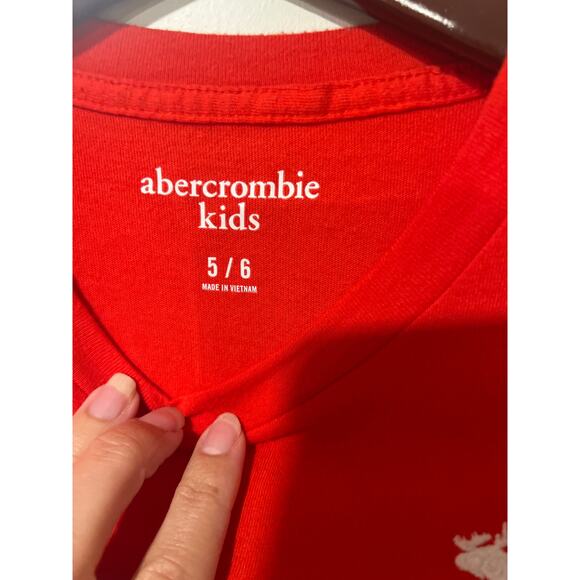 abercrombie
kids
5 / 6
MADE IN VIETNAM